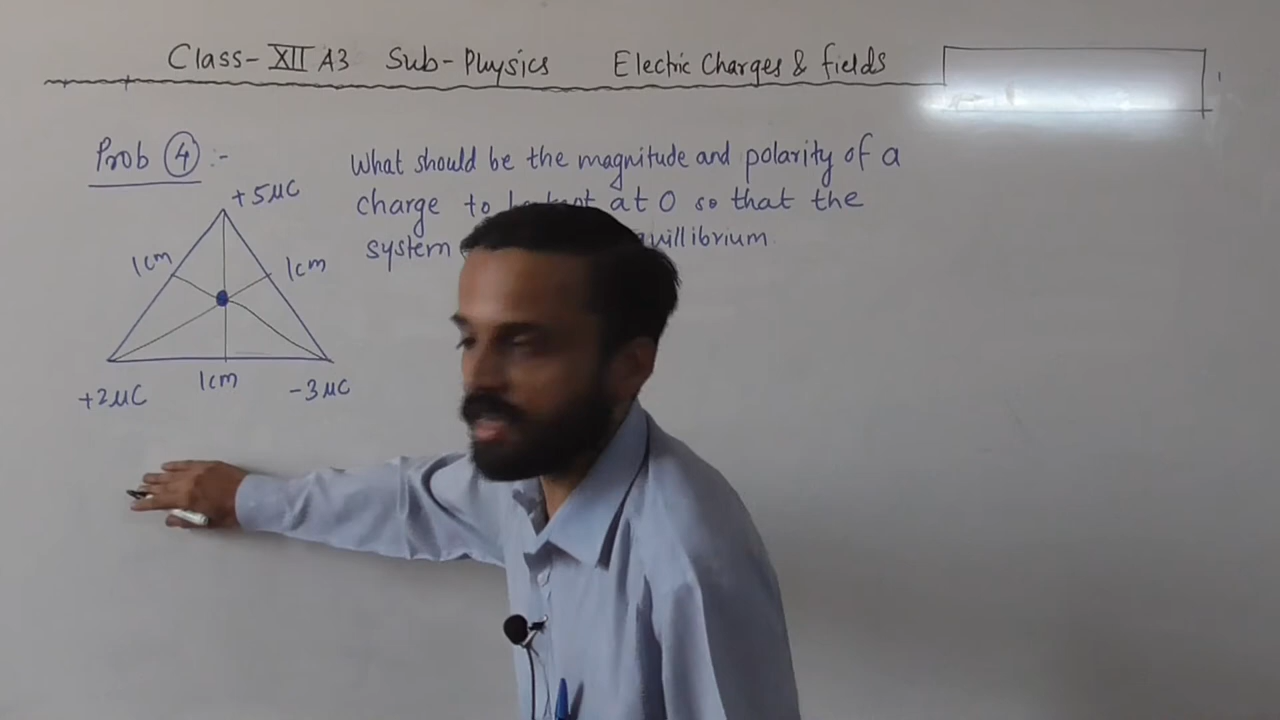 Class-XII A3 Sub-Physics Electric Charges & fields
Prob 4 :-
What should be the magnitude and polarity of a
charge to at O so that the
system
+5μC
1cm
1cm
+2μC
1cm
-3μC